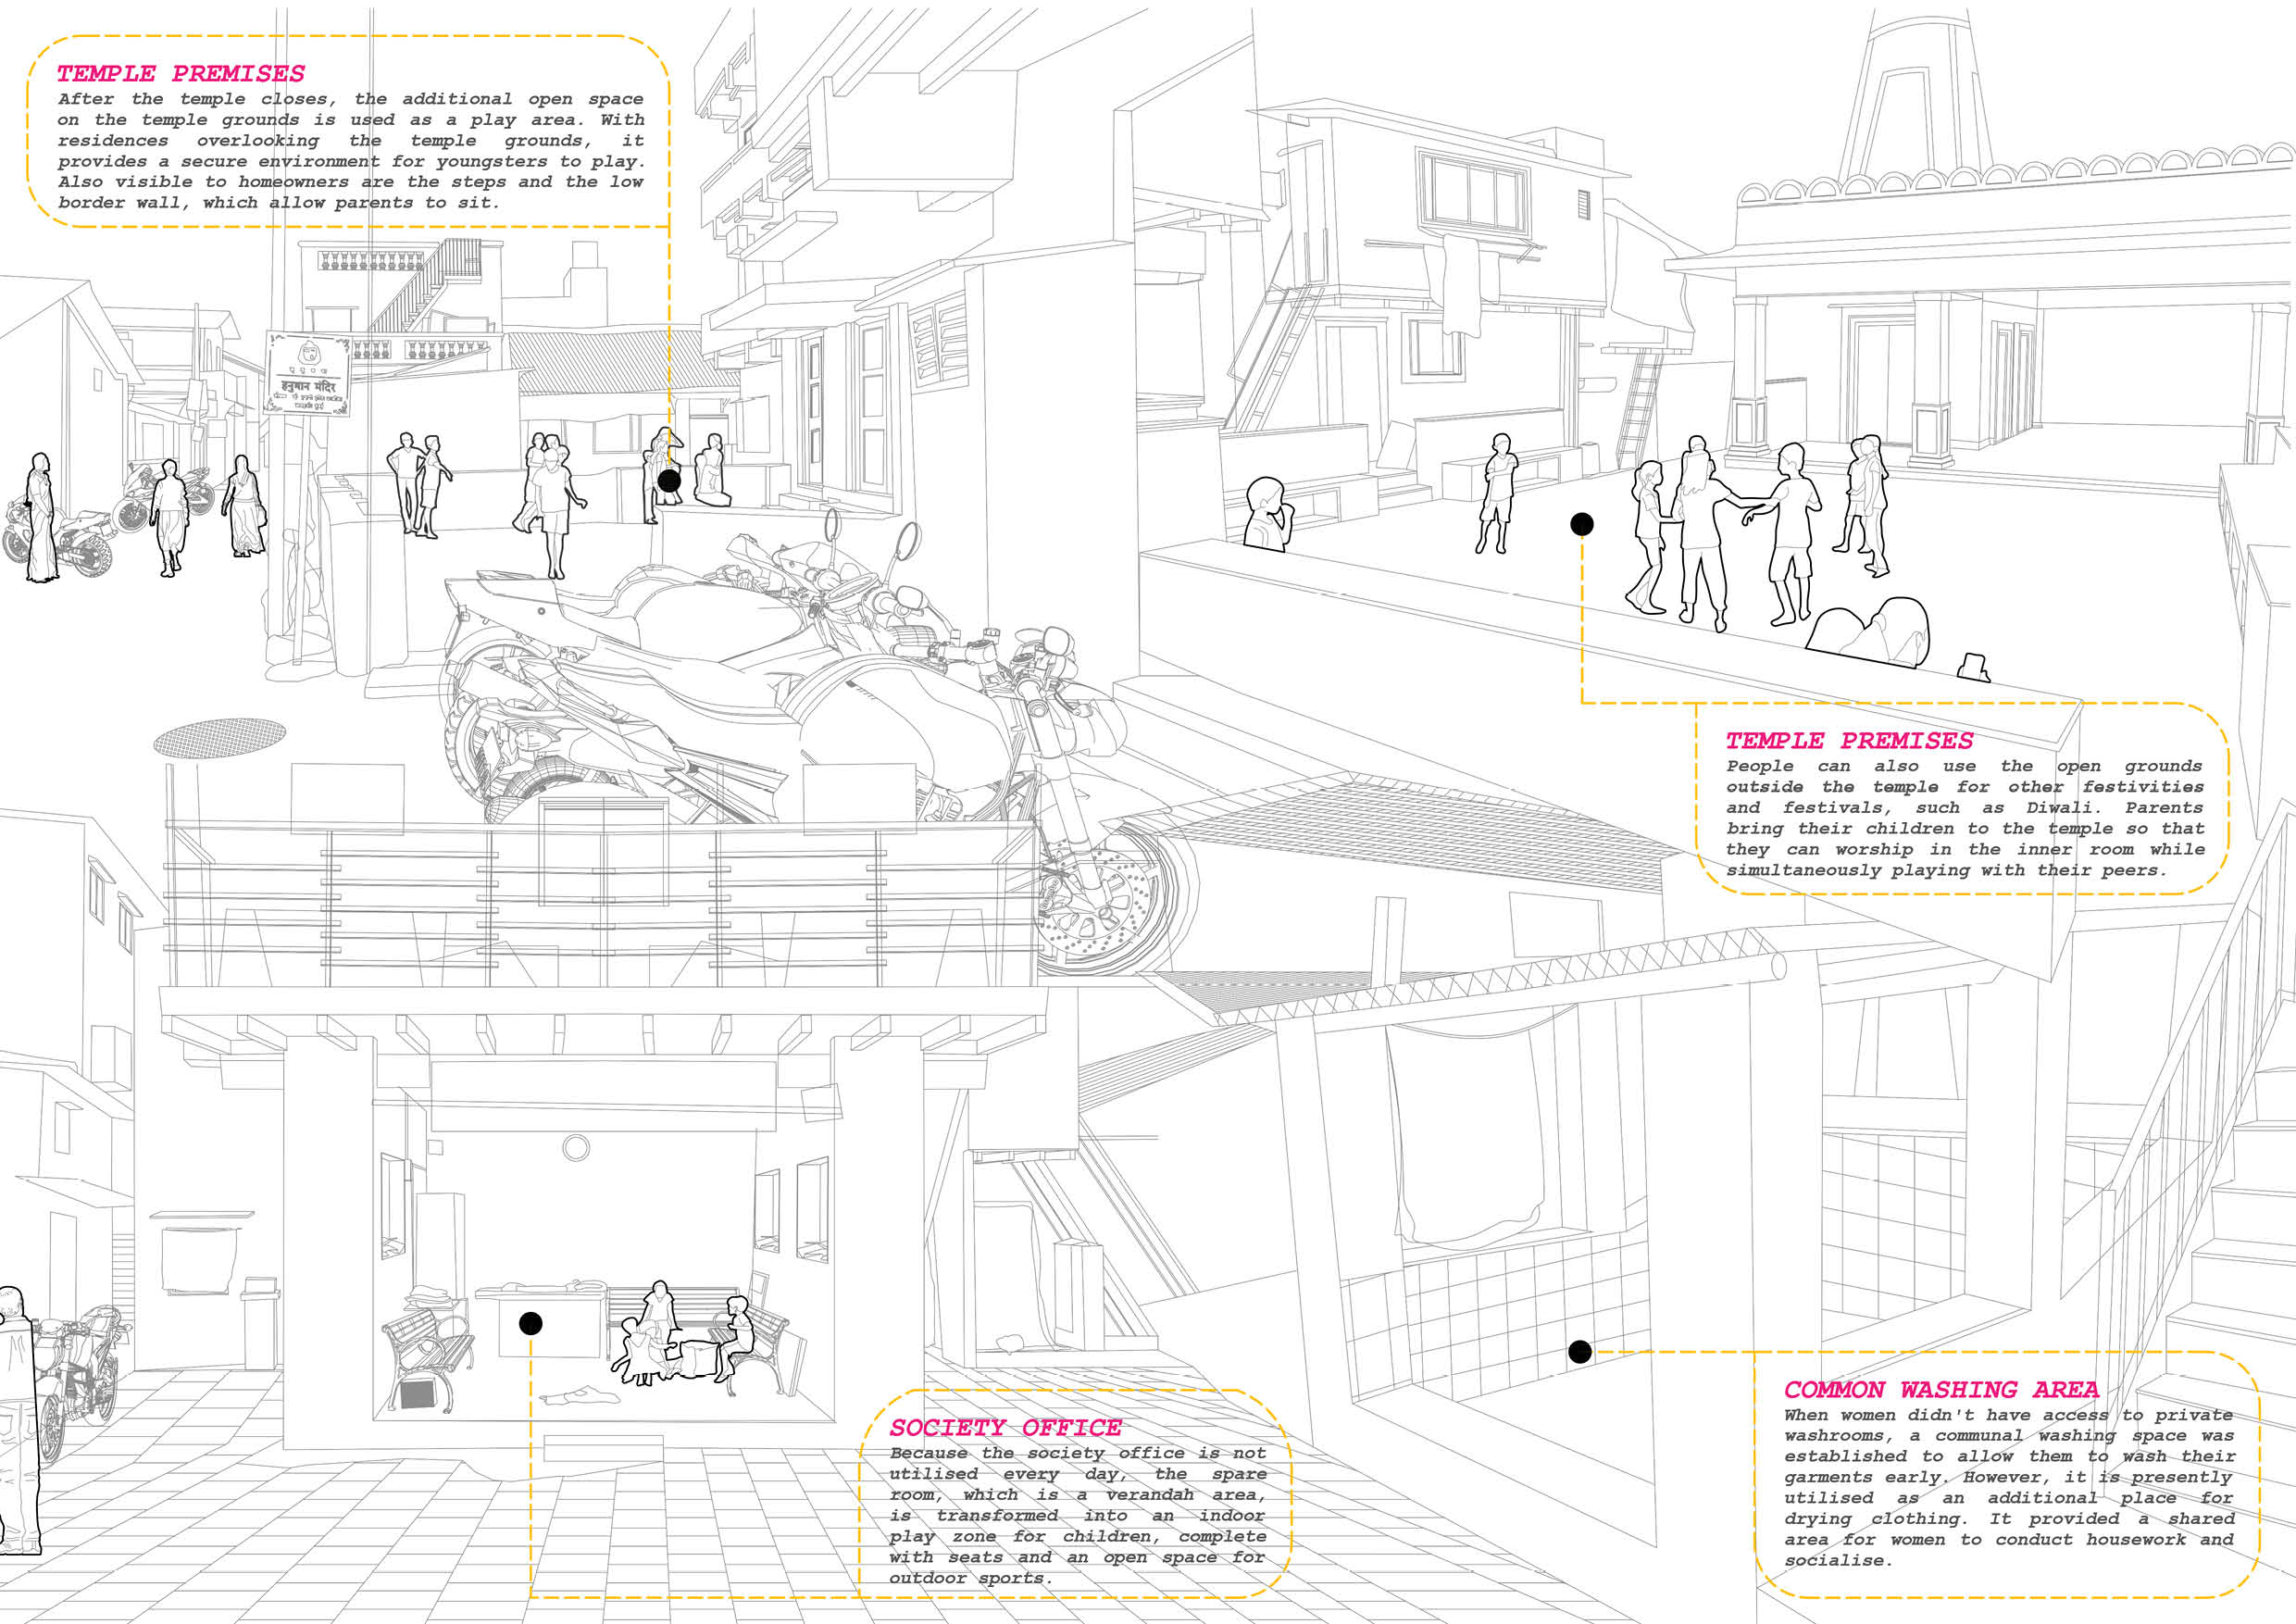 TEMPLE PREMISES
After the temple closes, the additional open space
on the temple grounds is used as a play area. With
residences overlooking the temple grounds, it
provides a secure environment for youngsters to play.
Also visible to homeowners are the steps and the low
border wall, which allow parents to sit.
हनुमान मंदिर
TEMPLE PREMISES
People can also use the open grounds
outside the temple for other festivities
and festivals, such as Diwali. Parents
bring their children to the temple so that
they can worship in the inner room while
simultaneously playing with their peers.
SOCIETY OFFICE
Because the society office is not
utilised every day, the spare
room, which is a verandah area,
is transformed into an indoor
play zone for children, complete
with seats and an open space for
outdoor sports.
COMMON WASHING AREA
When women didn't have access to private
washrooms, a communal washing space was
established to allow them to wash their
garments early. However, it is presently
utilised as an additional place for
drying clothing. It provided a shared
area for women to conduct housework and
socialise.